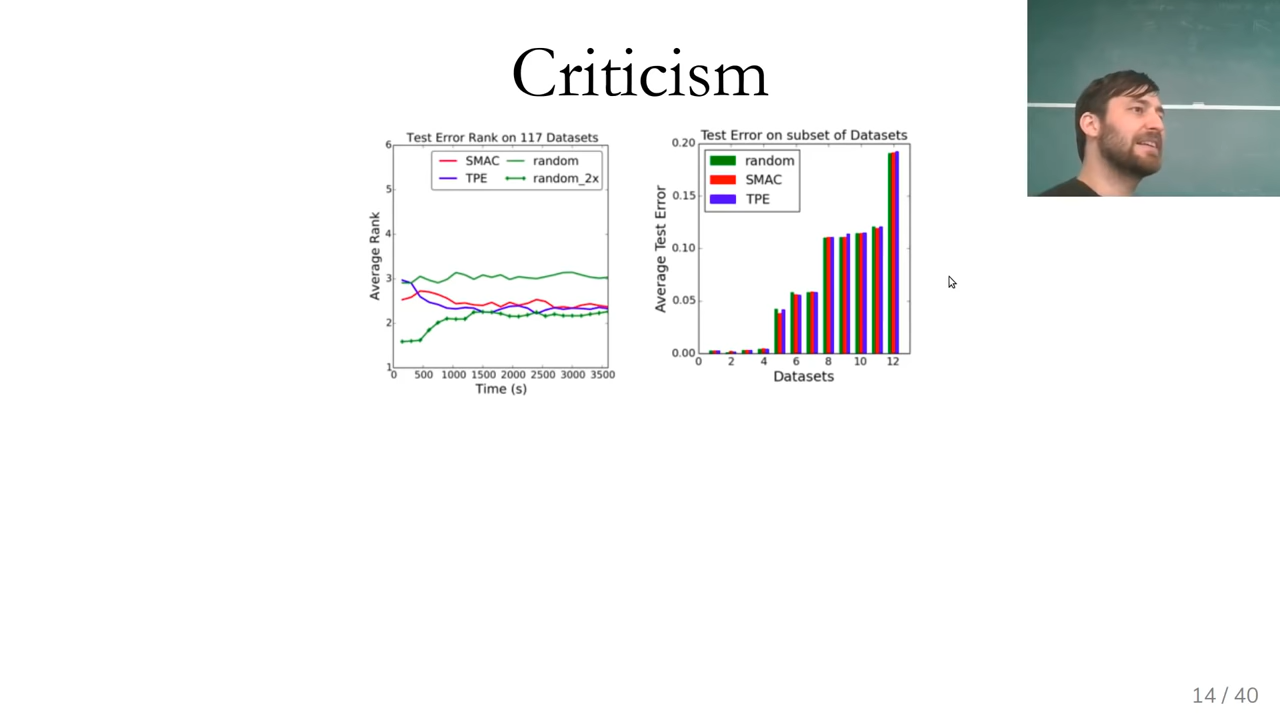 Criticism
Test Error Rank on 117 Datasets
SMAC random
TPE random_2x
Average Rank
6
5
4
3
2
1
0 500 1000 1500 2000 2500 3000 3500
Time (s)
Test Error on subset of Datasets
random
SMAC
TPE
Average Test Error
0.20
0.15
0.10
0.05
0.00
0 2 4 6 8 10 12
Datasets
14 / 40